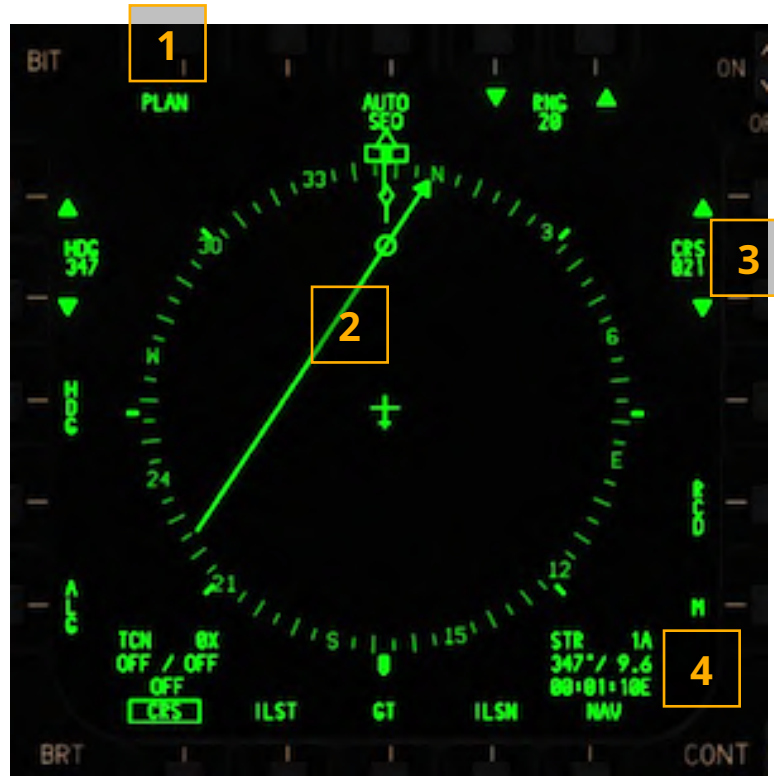 1
BIT
ON
PLAN
AUTO
SEQ
RNG
20
33
N
30
3
HDG
347
CRS
021
3
2
6
W
HDG
E
24
RCD
21
12
ALG
M
S
15
TCN 0X
OFF / OFF
OFF
STR 1A
347°/ 9.6
00:01:10E
4
CRS
ILST
GT
ILSN
NAV
BRT
CONT